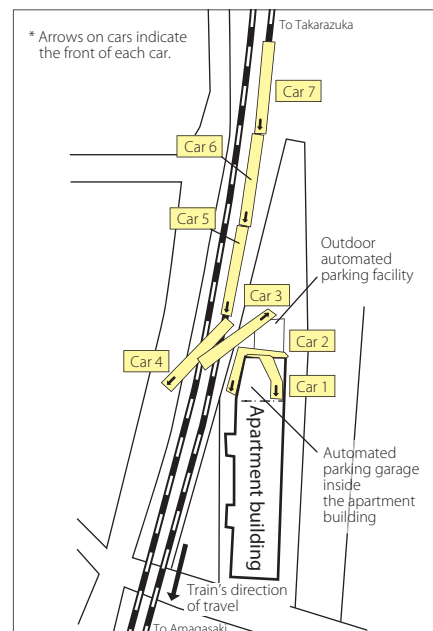 To Takarazuka
* Arrows on cars indicate
the front of each car.
Car 7
Car 6
Car 5
Outdoor
automated
parking facility
Car 3
Car 2
Car 4
Car 1
Apartment building
Automated
parking garage
inside
the apartment
building
Train's direction
of travel
To Amagasaki